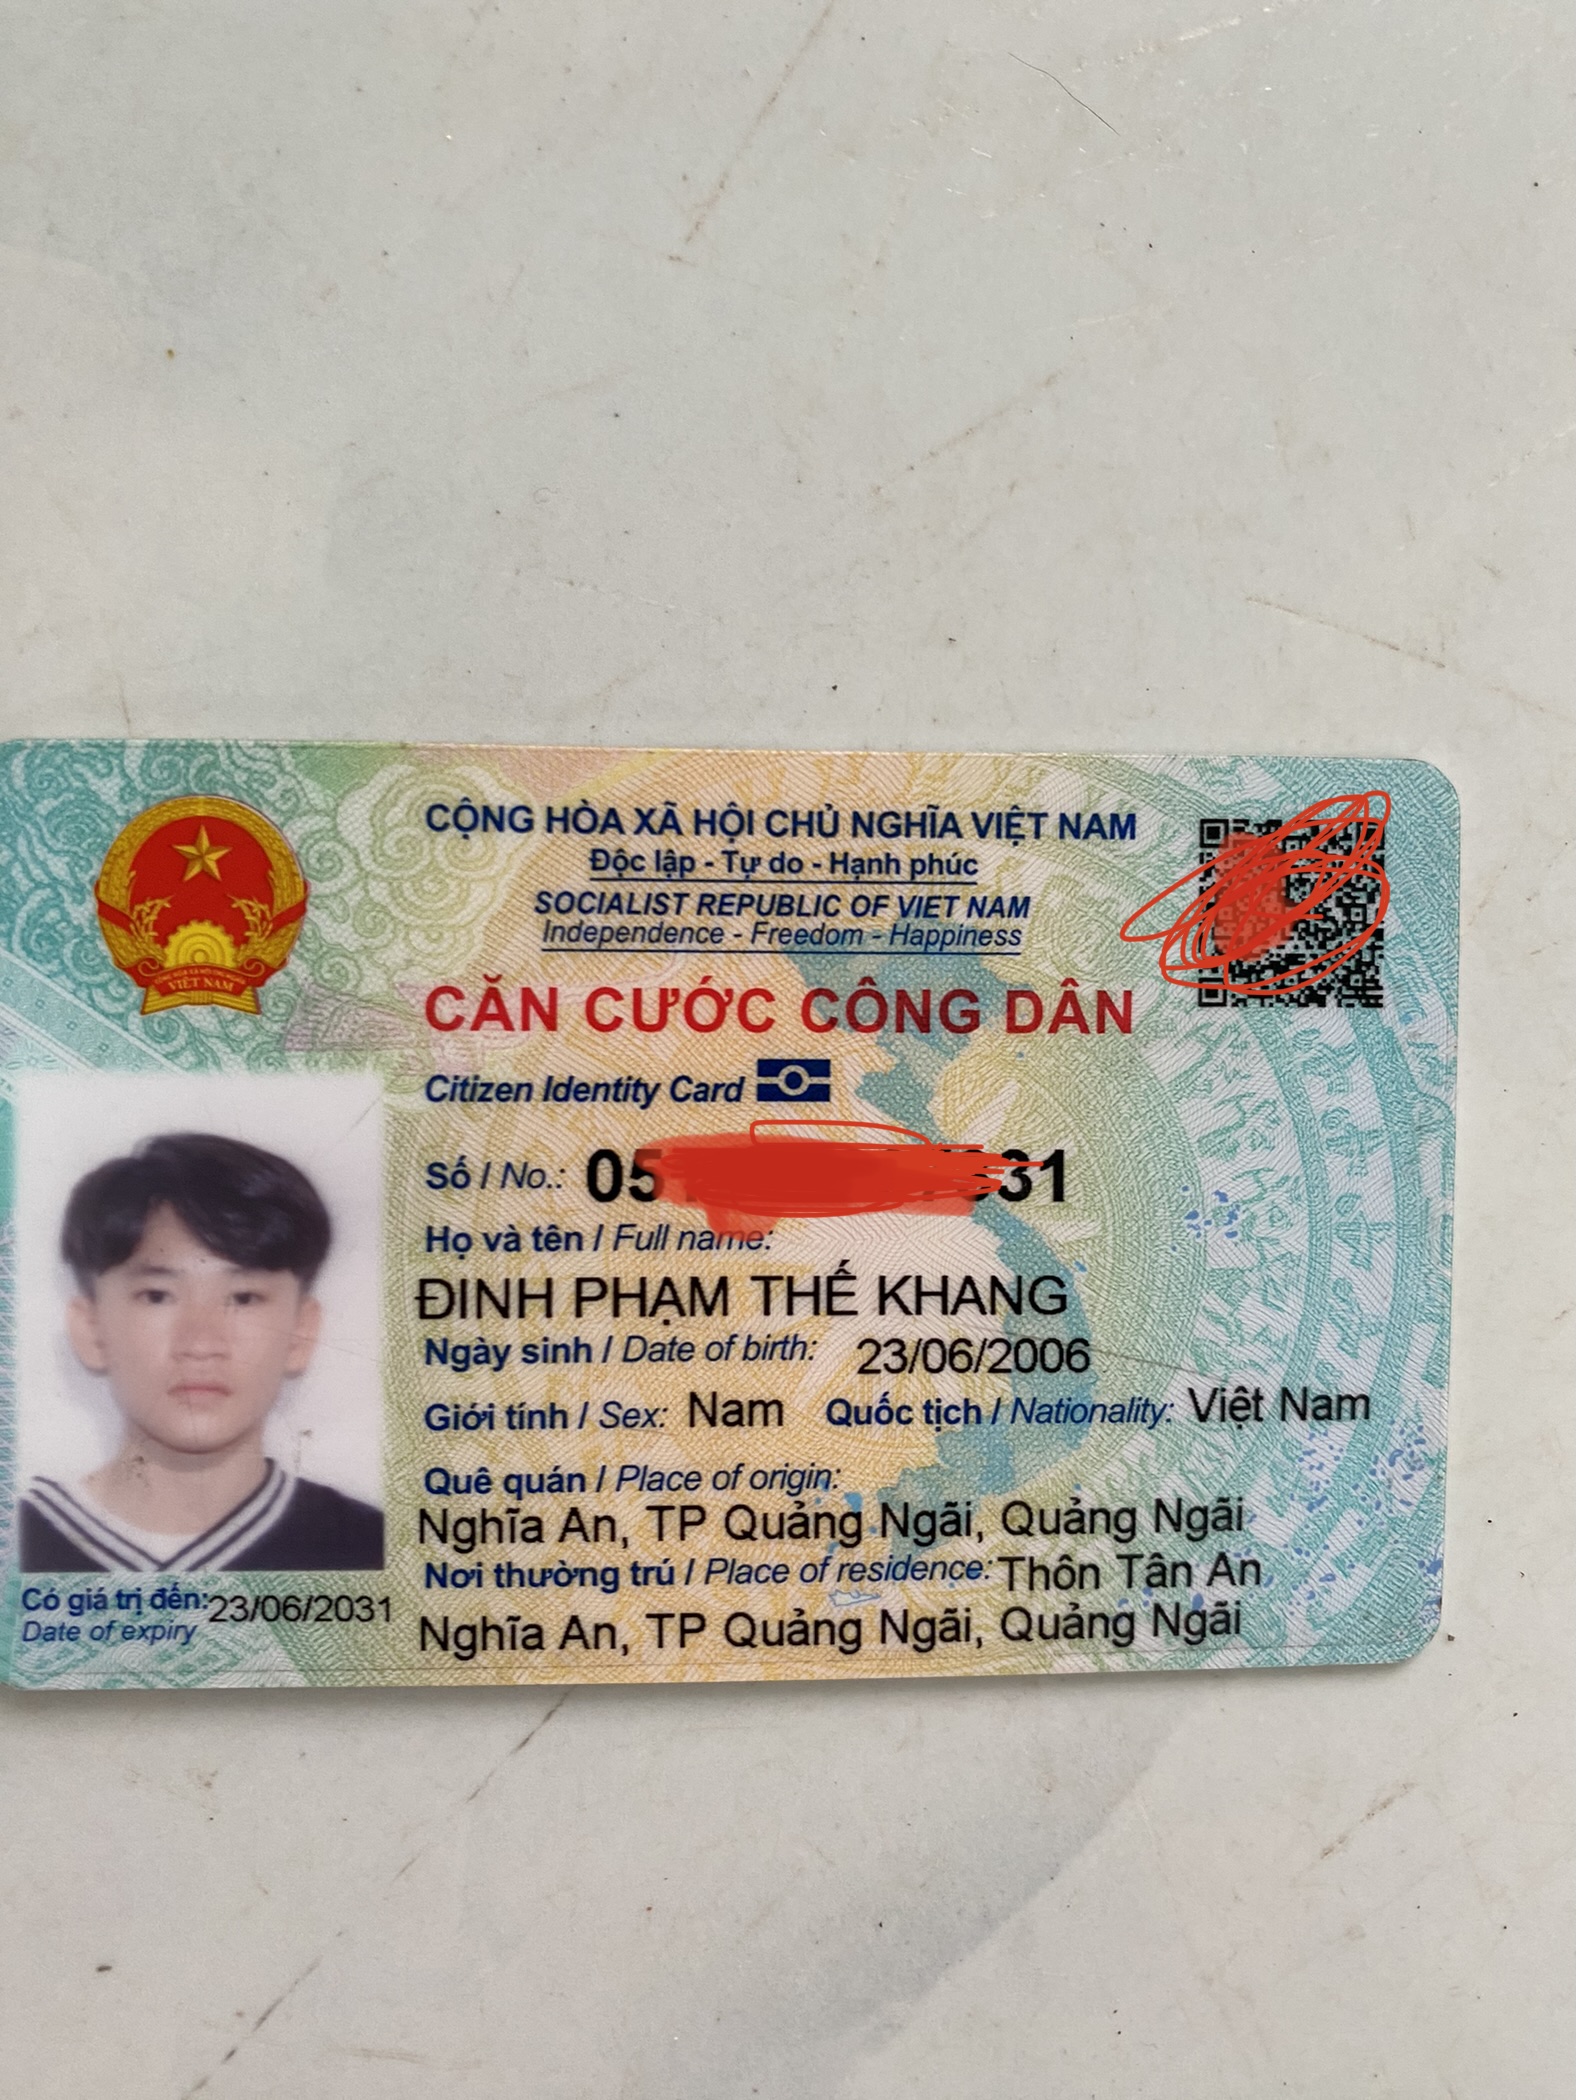 CỘNG HÒA XÃ HỘI CHỦ NGHĨA VIỆT NAM
Độc lập - Tự do - Hạnh phúc
SOCIALIST REPUBLIC OF VIET NAM
Independence - Freedom - Happiness
VIỆT NAM
CĂN CƯỚC CÔNG DÂN
Citizen Identity Card
Số / No.:
Họ và tên / Full name:
ĐINH PHẠM THẾ KHANG
Ngày sinh / Date of birth: 23/06/2006
Giới tính / Sex: Nam Quốc tịch / Nationality: Việt Nam
Quê quán / Place of origin:
Nghĩa An, TP Quảng Ngãi, Quảng Ngãi
Nơi thường trú / Place of residence: Thôn Tân An
Nghĩa An, TP Quảng Ngãi, Quảng Ngãi
Có giá trị đến: 23/06/2031
Date of expiry